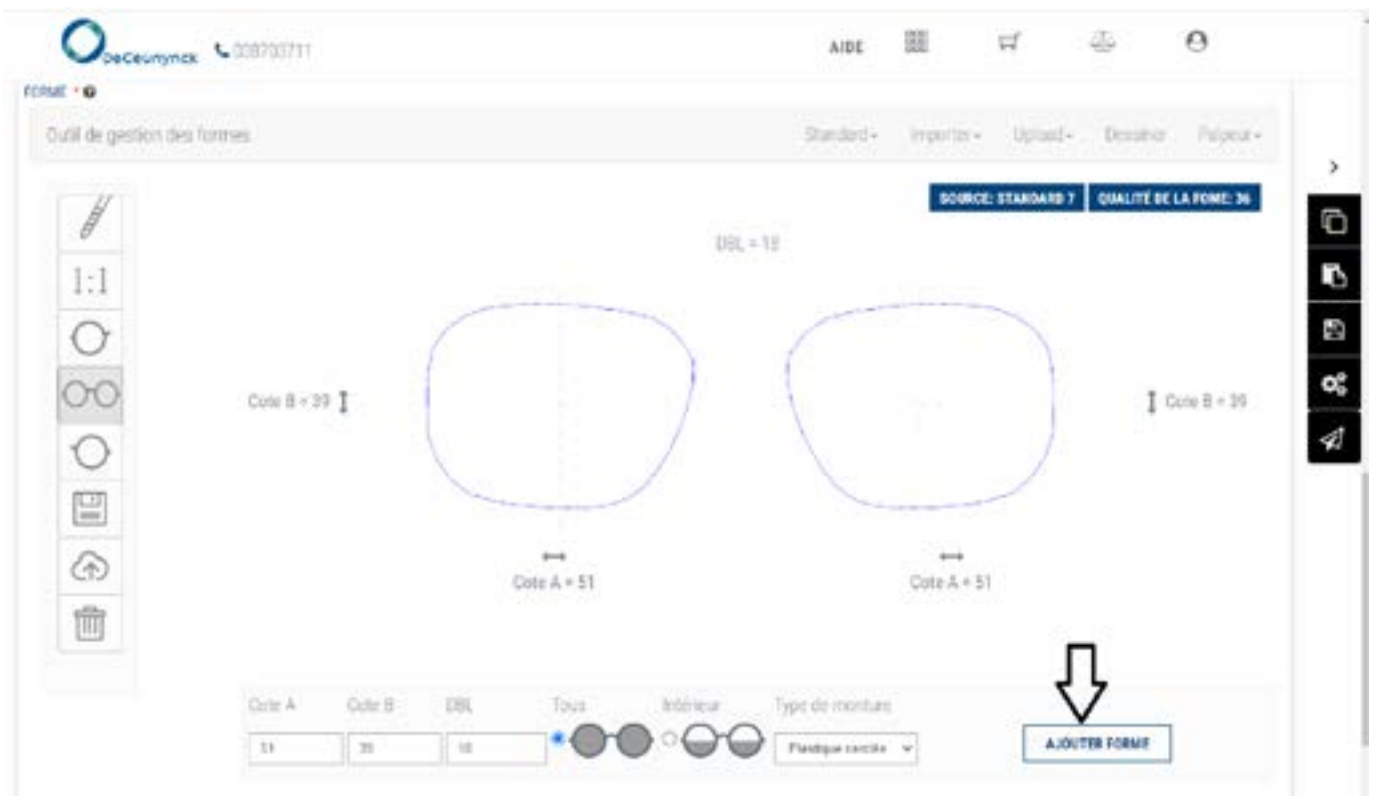 DeCeunynck
AIDE
FORME *
Outil de gestion des formes
Standard
Importer
Upload
Dessiner
Palpeur
SOURCE: STANDARD 7
QUALITÉ DE LA FOME: 36
DBL = 18
Cote B = 39
Cote B = 39
Cote A = 51
Cote A = 51
Cote A
Cote B
DBL
Tous
Intérieur
Type de monture
51
39
18
Plastique cerclée
AJOUTER FORME
1:1